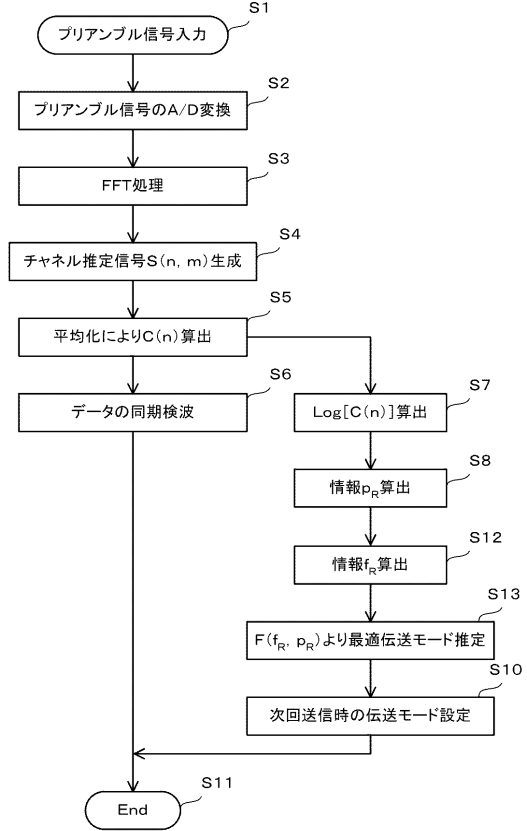 S1
プリアンブル信号入力
S2
プリアンブル信号のA/D変換
S3
FFT処理
S4
チャネル推定信号S(n, m)生成
S5
平均化によりC(n)算出
S6
データの同期検波
S7
Log[C(n)]算出
S8
情報pR算出
S12
情報fR算出
S13
F(fR, pR)より最適伝送モード推定
S10
次回送信時の伝送モード設定
S11
End